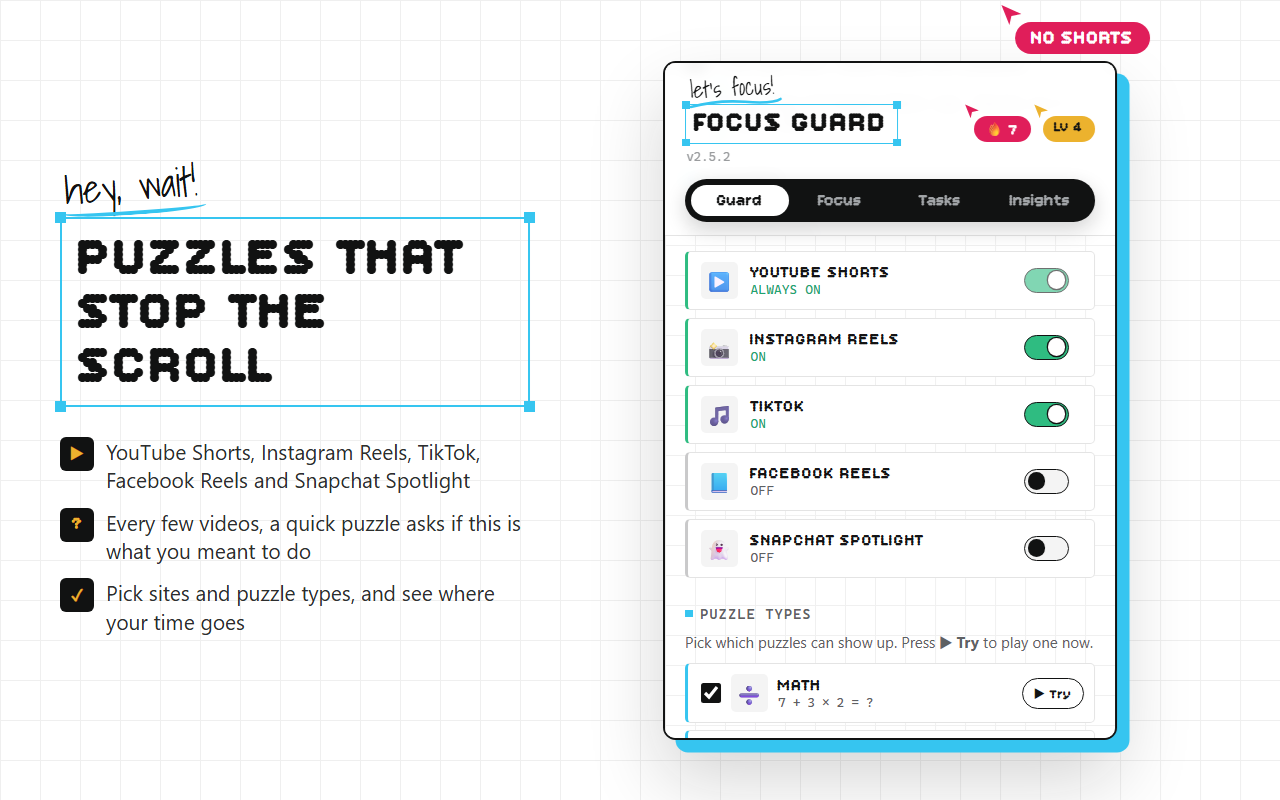 hey, wait!
PUZZLES THAT
STOP THE
SCROLL
YouTube Shorts, Instagram Reels, TikTok,
Facebook Reels and Snapchat Spotlight
?
Every few videos, a quick puzzle asks if this is
what you meant to do
✓
Pick sites and puzzle types, and see where
your time goes
NO SHORTS
let's focus!
FOCUS GUARD
7
LV 4
v2.5.2
Guard Focus Tasks Insights
YOUTUBE SHORTS
ALWAYS ON
INSTAGRAM REELS
ON
TIKTOK
ON
FACEBOOK REELS
OFF
SNAPCHAT SPOTLIGHT
OFF
PUZZLE TYPES
Pick which puzzles can show up. Press ▶ Try to play one now.
MATH
7 + 3 × 2 = ?
▶ Try